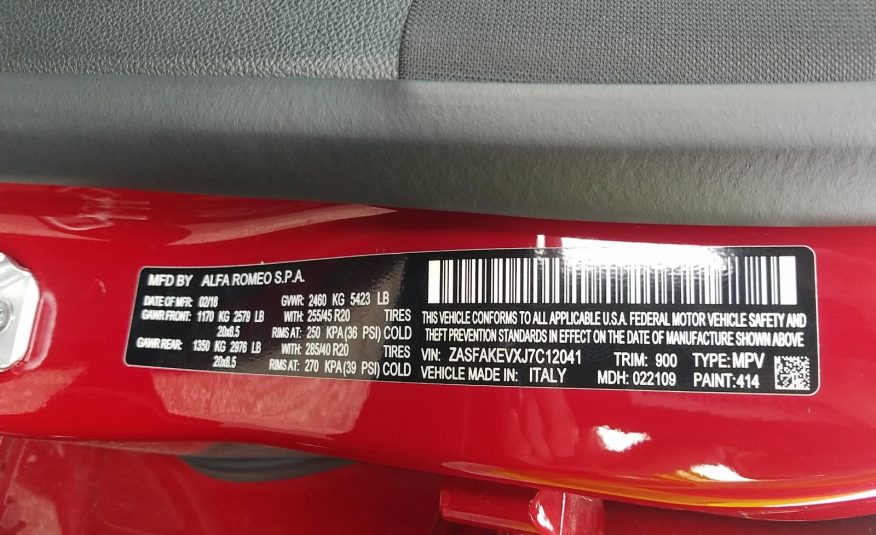 MFD BY ALFA ROMEO S.P.A.
DATE OF MFR: 02/18 GVWR: 2460 KG 5423 LB
GAWR FRONT: 1170 KG 2579 LB WITH: 255/45 R20 TIRES
20x8.5 RIMS AT: 250 KPA(36 PSI) COLD
GAWR REAR: 1350 KG 2976 LB WITH: 285/40 R20 TIRES
20x8.5 RIMS AT: 270 KPA(39 PSI) COLD
THIS VEHICLE CONFORMS TO ALL APPLICABLE U.S.A. FEDERAL MOTOR VEHICLE SAFETY AND
THEFT PREVENTION STANDARDS IN EFFECT ON THE DATE OF MANUFACTURE SHOWN ABOVE
VIN: ZASFAKEVXJ7C12041 TRIM: 900 TYPE: MPV
VEHICLE MADE IN: ITALY MDH: 022109 PAINT:414